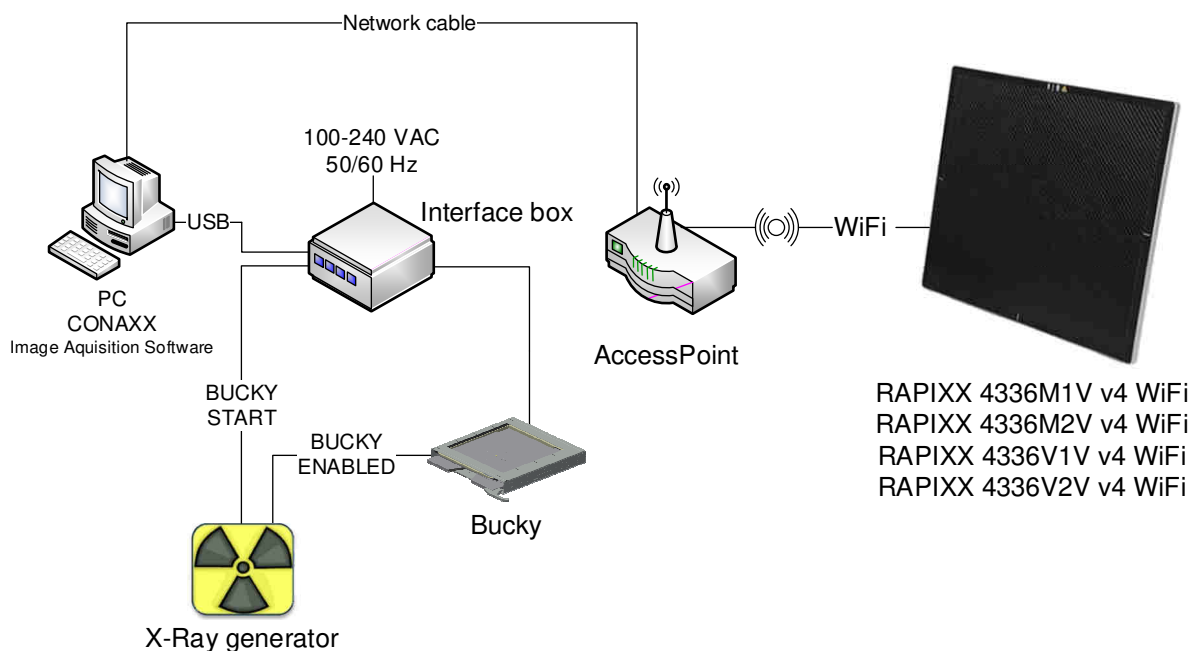 Network cable
100-240 VAC
50/60 Hz
USB
Interface box
WiFi
PC
CONAXX
Image Aquisition Software
AccessPoint
BUCKY
START
BUCKY
ENABLED
Bucky
X-Ray generator
RAPIXX 4336M1V v4 WiFi
RAPIXX 4336M2V v4 WiFi
RAPIXX 4336V1V v4 WiFi
RAPIXX 4336V2V v4 WiFi